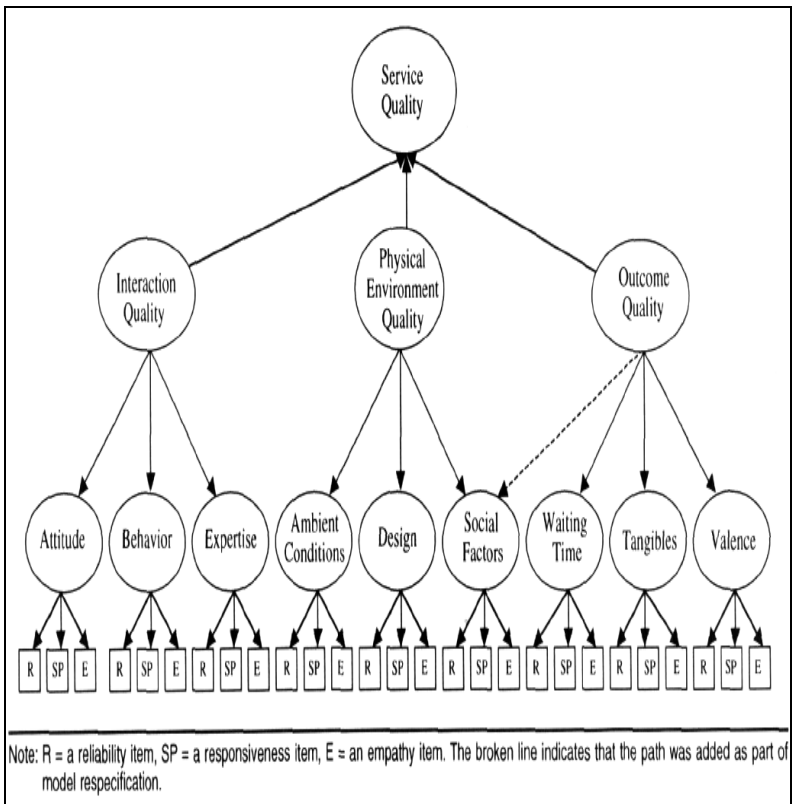 Service
Quality
Interaction
Quality
Physical
Environment
Quality
Outcome
Quality
Attitude
Behavior
Expertise
Ambient
Conditions
Design
Social
Factors
Waiting
Time
Tangibles
Valence
R SP E R SP E R SP E R SP E R SP E R SP E R SP E R SP E R SP E
Note: R = a reliability item, SP = a responsiveness item, E = an empathy item. The broken line indicates that the path was added as part of
model respecification.